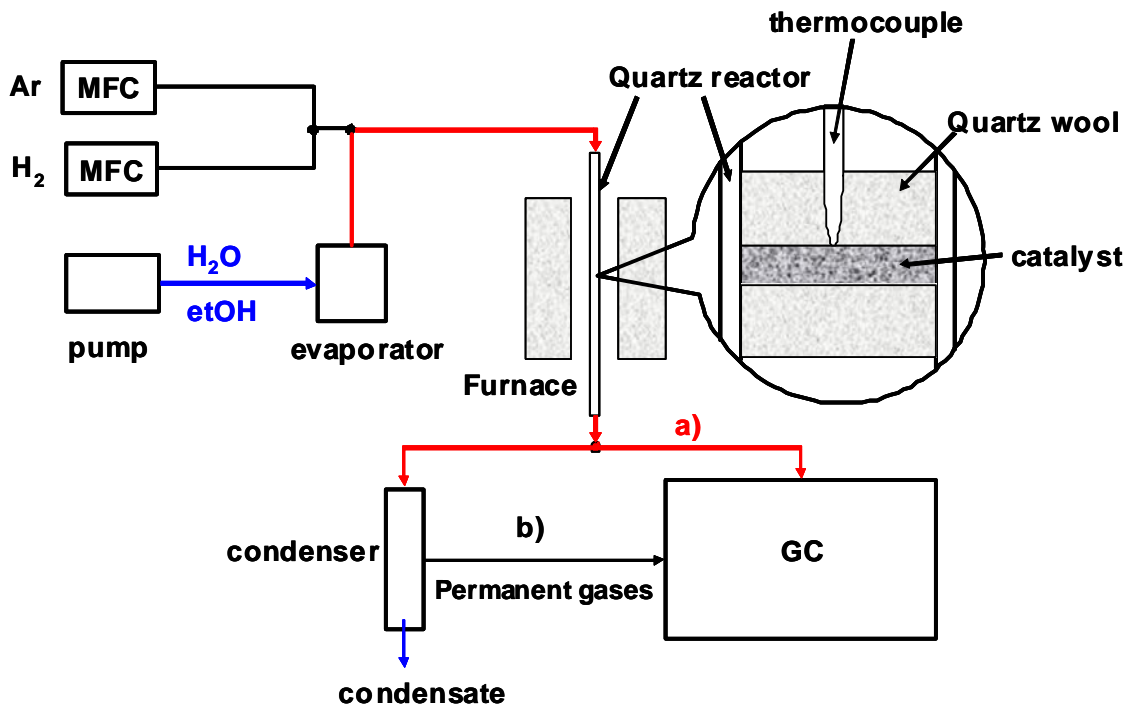 thermocouple
Ar
MFC
Quartz reactor
Quartz wool
H2
MFC
H2O
catalyst
etOH
pump
evaporator
Furnace
a)
condenser
b)
GC
Permanent gases
condensate